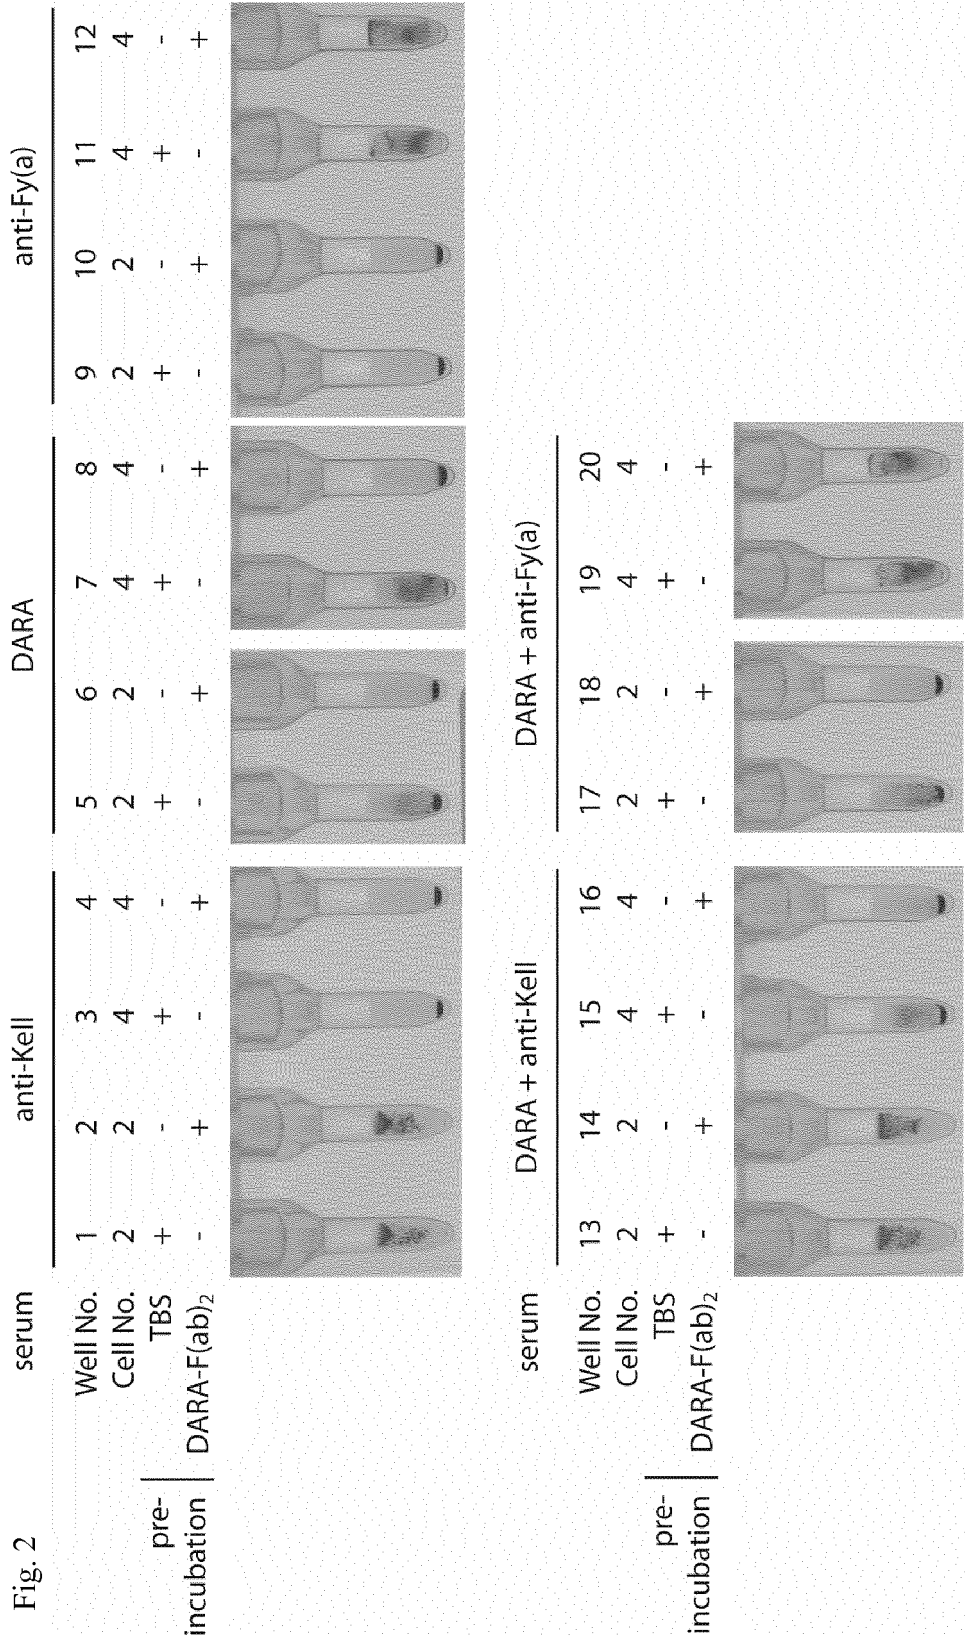 Fig. 2
serum anti-Kell DARA anti-Fy(a)
Well No. 1 2 3 4 5 6 7 8 9 10 11 12
Cell No. 2 2 4 4 2 2 4 4 2 2 4 4
pre-incubation
TBS + - + - + - + - + - + -
DARA-F(ab)2 - + - + - + - + - + - +
serum DARA + anti-Kell DARA + anti-Fy(a)
Well No. 13 14 15 16 17 18 19 20
Cell No. 2 2 4 4 2 2 4 4
pre-incubation
TBS + - + - + - + -
DARA-F(ab)2 - + - + - + - +